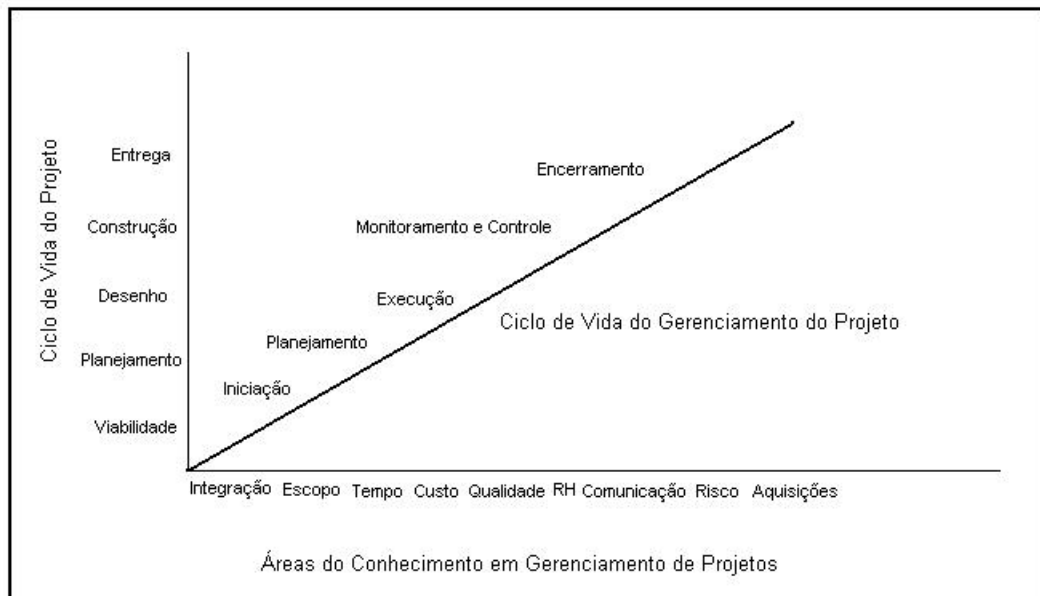 Ciclo de Vida do Projeto
Entrega
Construção
Desenho
Planejamento
Viabilidade
Encerramento
Monitoramento e Controle
Execução
Planejamento
Iniciação
Ciclo de Vida do Gerenciamento do Projeto
Integração Escopo Tempo Custo Qualidade RH Comunicação Risco Aquisições
Áreas do Conhecimento em Gerenciamento de Projetos